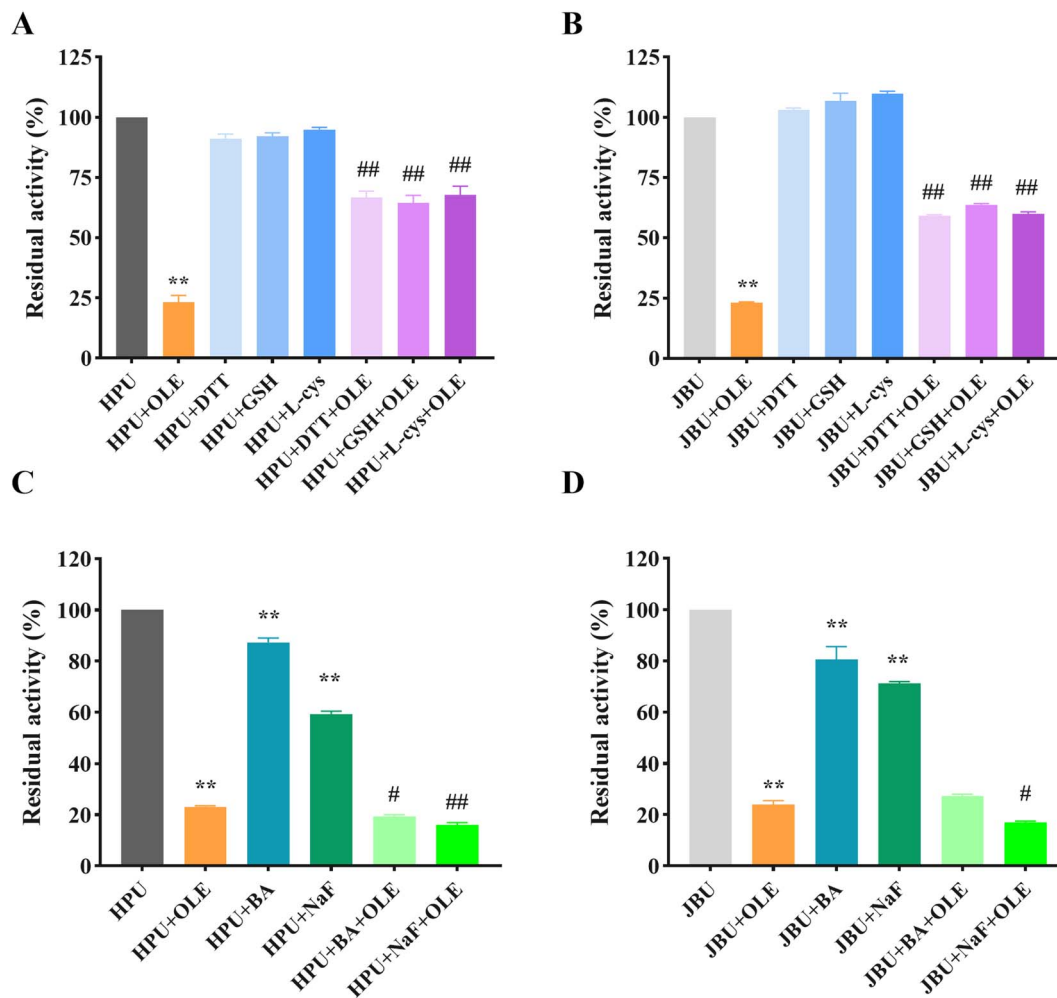 A
Residual activity (%)
125
100
75
50
25
0
**
##
##
##
HPU
HPU+OLE
HPU+DTT
HPU+GSH
HPU+L-cys
HPU+DTT+OLE
HPU+GSH+OLE
HPU+L-cys+OLE
B
Residual activity (%)
125
100
75
50
25
0
**
##
##
##
JBU
JBU+OLE
JBU+DTT
JBU+GSH
JBU+L-cys
JBU+DTT+OLE
JBU+GSH+OLE
JBU+L-cys+OLE
C
Residual activity (%)
120
100
80
60
40
20
0
**
**
**
#
##
HPU
HPU+OLE
HPU+BA
HPU+NaF
HPU+BA+OLE
HPU+NaF+OLE
D
Residual activity (%)
120
100
80
60
40
20
0
**
**
**
#
JBU
JBU+OLE
JBU+BA
JBU+NaF
JBU+BA+OLE
JBU+NaF+OLE